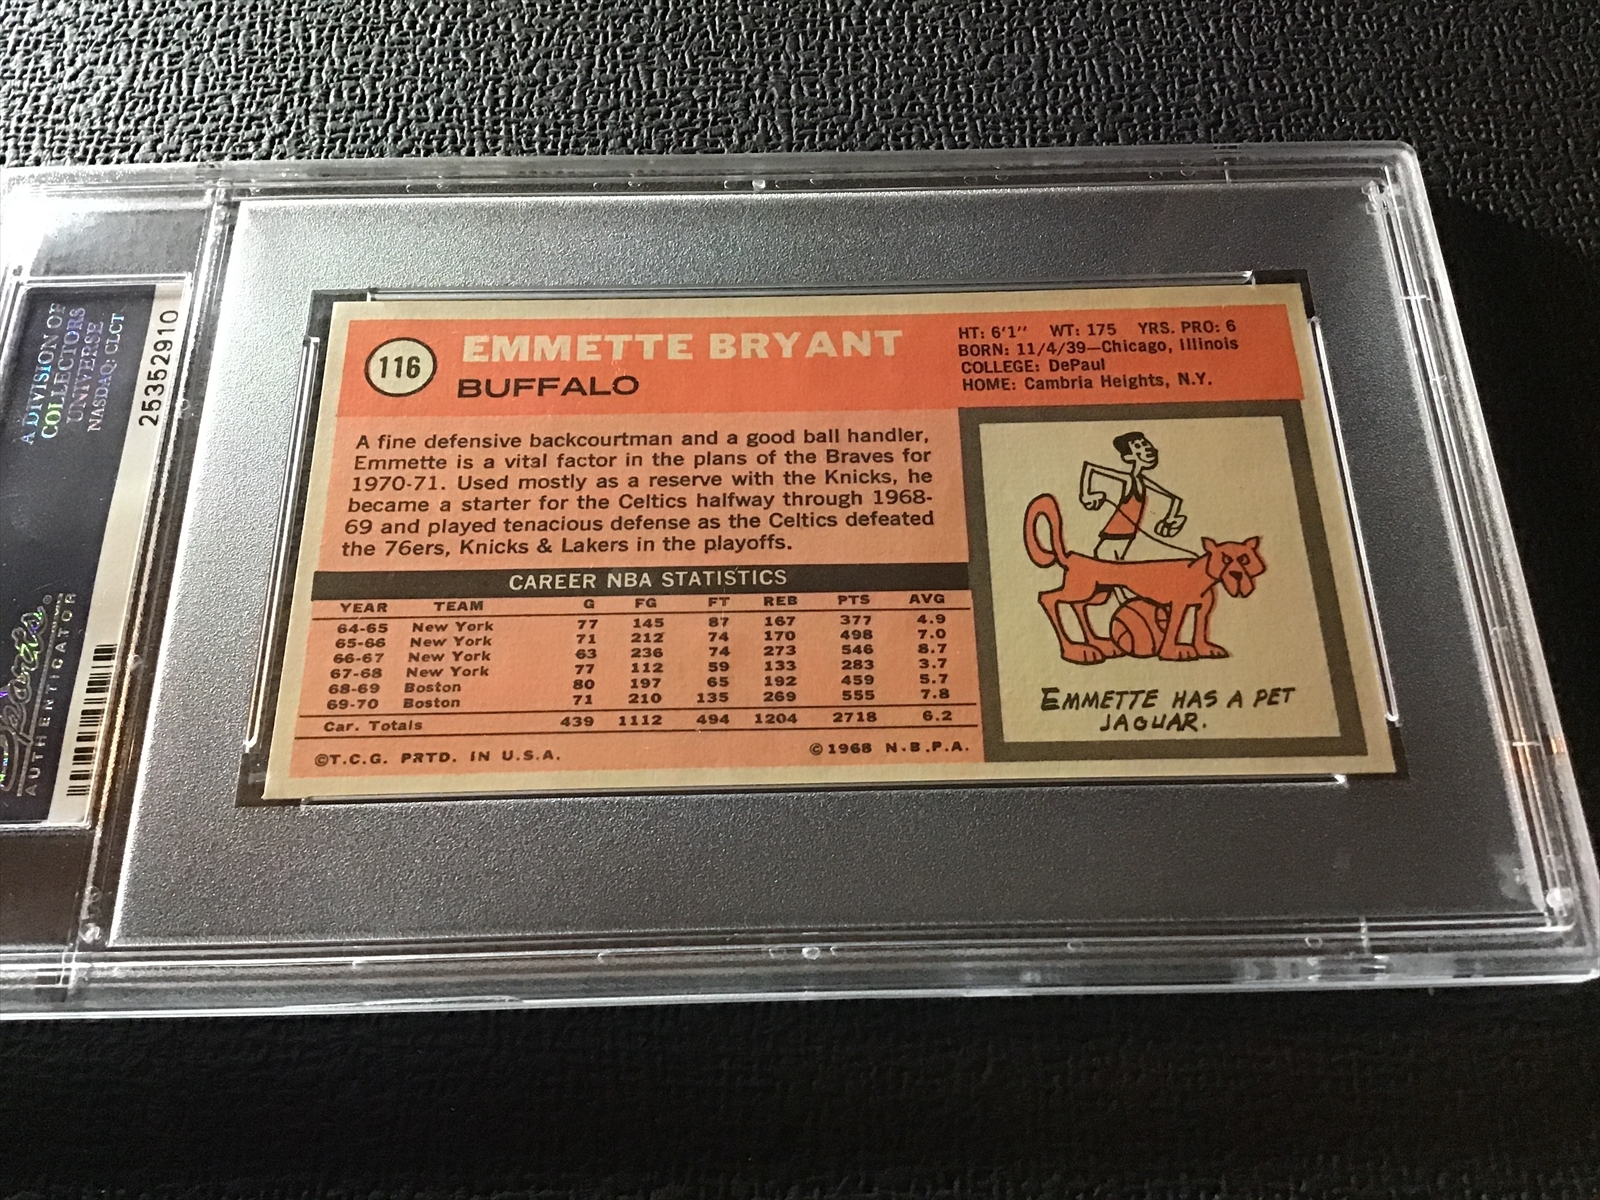 A DIVISION OF
COLLECTORS
UNIVERSE
NASDAQ: CLCT
25352910
AUTHENTICATOR
116
EMMETTE BRYANT
BUFFALO
HT: 6'1" WT: 175 YRS. PRO: 6
BORN: 11/4/39—Chicago, Illinois
COLLEGE: DePaul
HOME: Cambria Heights, N.Y.
A fine defensive backcourtman and a good ball handler,
Emmette is a vital factor in the plans of the Braves for
1970-71. Used mostly as a reserve with the Knicks, he
became a starter for the Celtics halfway through 1968-
69 and played tenacious defense as the Celtics defeated
the 76ers, Knicks & Lakers in the playoffs.
CAREER NBA STATISTICS
YEAR TEAM G FG FT REB PTS AVG
64-65 New York 77 145 87 167 377 4.9
65-66 New York 71 212 74 170 498 7.0
66-67 New York 63 236 74 273 546 8.7
67-68 New York 77 112 59 133 283 3.7
68-69 Boston 80 197 65 192 459 5.7
69-70 Boston 71 210 135 269 555 7.8
Car. Totals 439 1112 494 1204 2718 6.2
©T.C.G. PRTD. IN U.S.A. ©1968 N.B.P.A.
EMMETTE HAS A PET
JAGUAR.